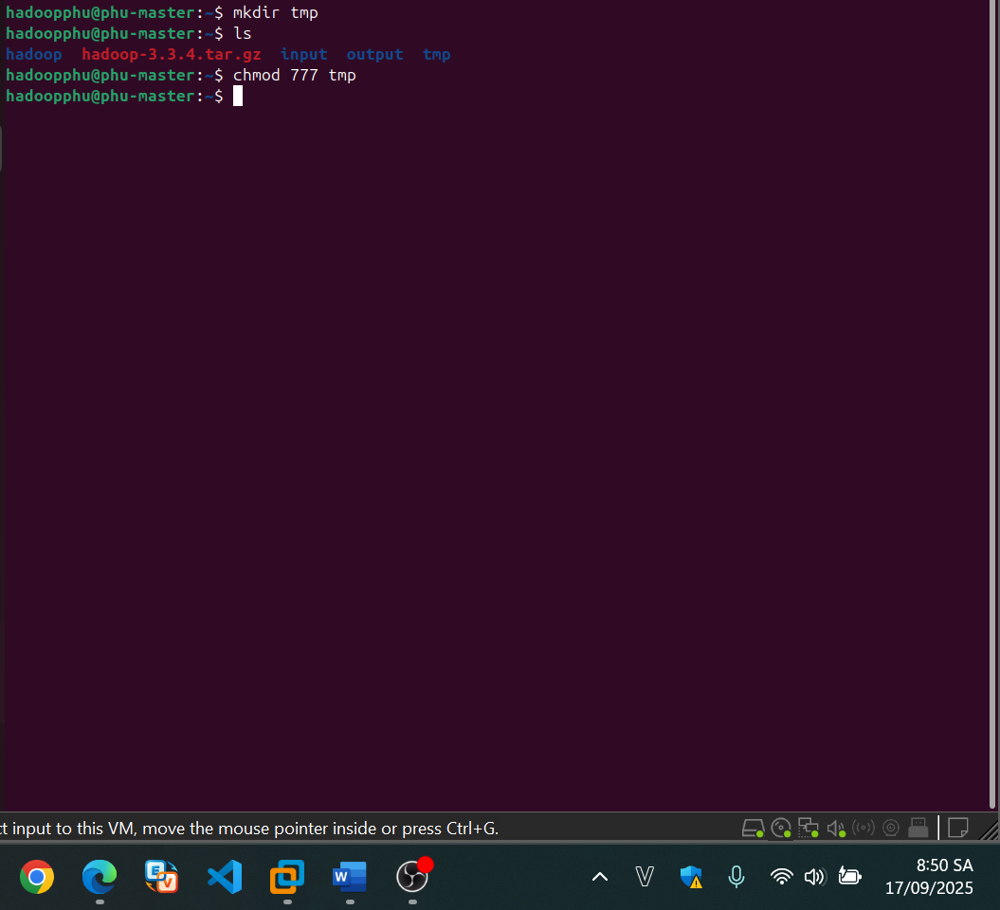 hadoopphu@phu-master:~$ mkdir tmp
hadoopphu@phu-master:~$ ls
hadoop  hadoop-3.3.4.tar.gz  input  output  tmp
hadoopphu@phu-master:~$ chmod 777 tmp
hadoopphu@phu-master:~$
ct input to this VM, move the mouse pointer inside or press Ctrl+G.
8:50 SA
17/09/2025